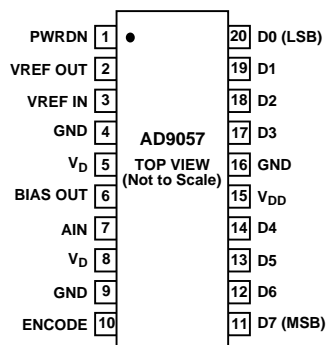 PWRDN 1
VREF OUT 2
VREF IN 3
GND 4
VD 5
BIAS OUT 6
AIN 7
VD 8
GND 9
ENCODE 10
AD9057
TOP VIEW
(Not to Scale)
20 D0 (LSB)
19 D1
18 D2
17 D3
16 GND
15 VDD
14 D4
13 D5
12 D6
11 D7 (MSB)